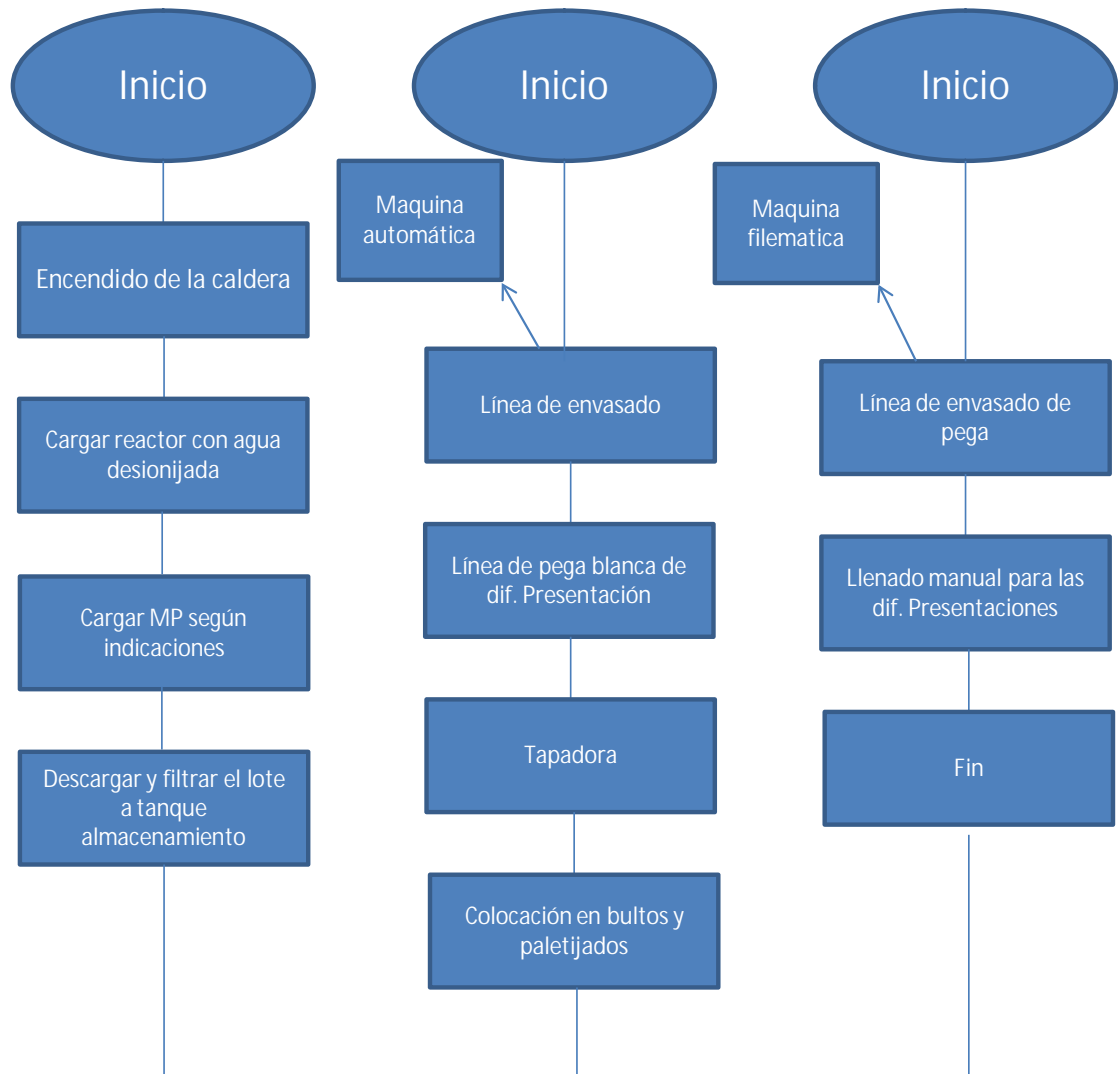 Inicio
Encendido de la caldera
Cargar reactor con agua
desionijada
Cargar MP según
indicaciones
Descargar y filtrar el lote
a tanque
almacenamiento
Inicio
Maquina
automática
Línea de envasado
Línea de pega blanca de
dif. Presentación
Tapadora
Colocación en bultos y
paletijados
Inicio
Maquina
filematica
Línea de envasado de
pega
Llenado manual para las
dif. Presentaciones
Fin